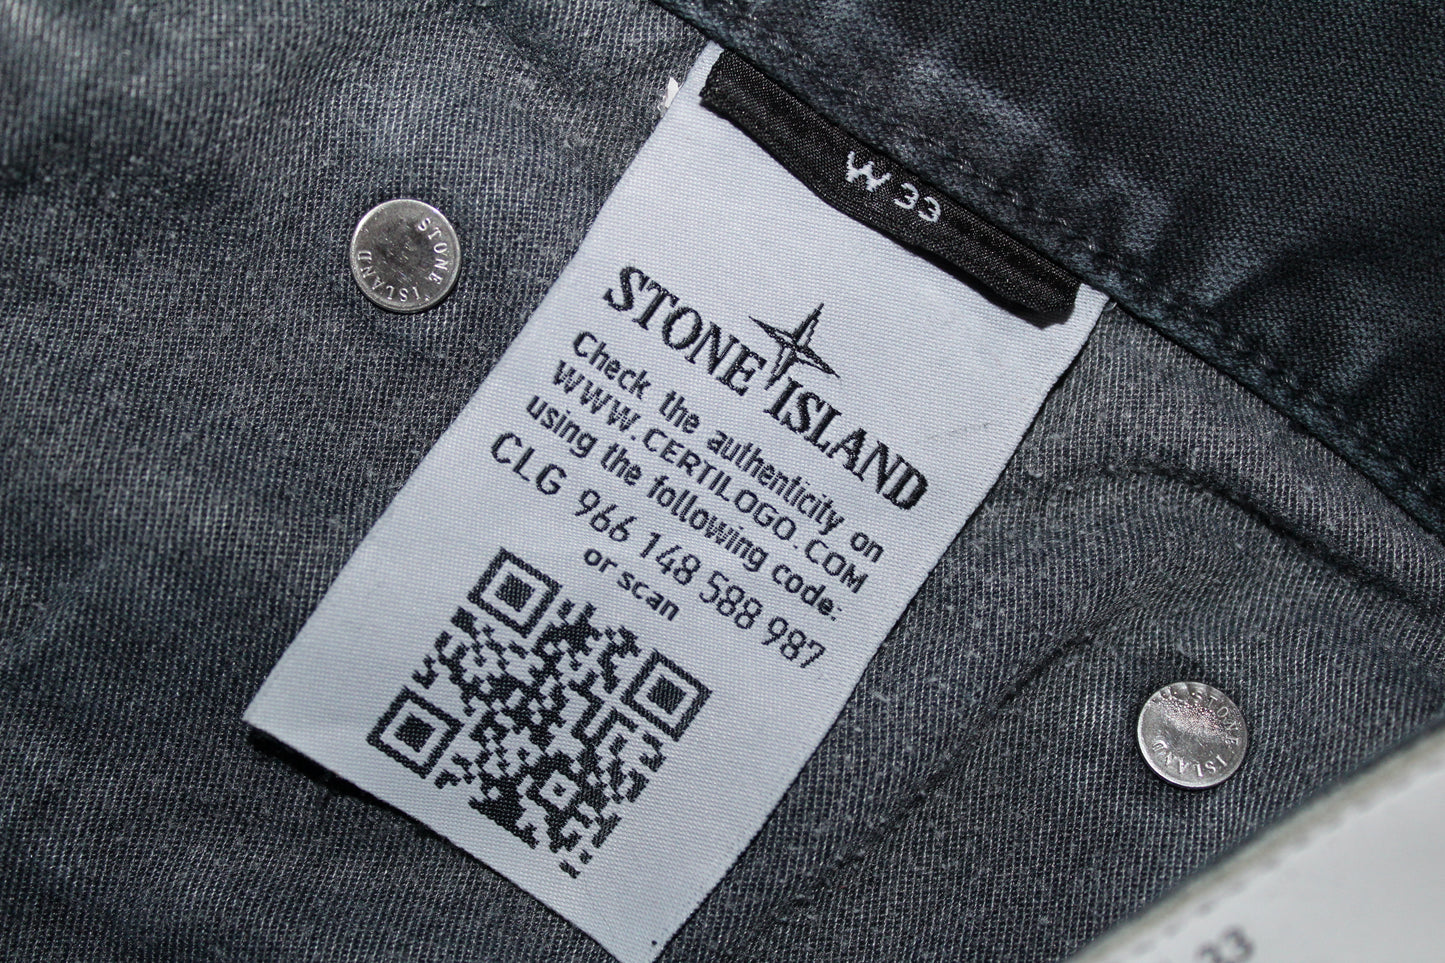 W 33
STONE ISLAND
Check the authenticity on
WWW.CERTILOGO.COM
using the following code:
CLG 966 148 588 987
or scan
STONE ISLAND
STONE ISLAND
33